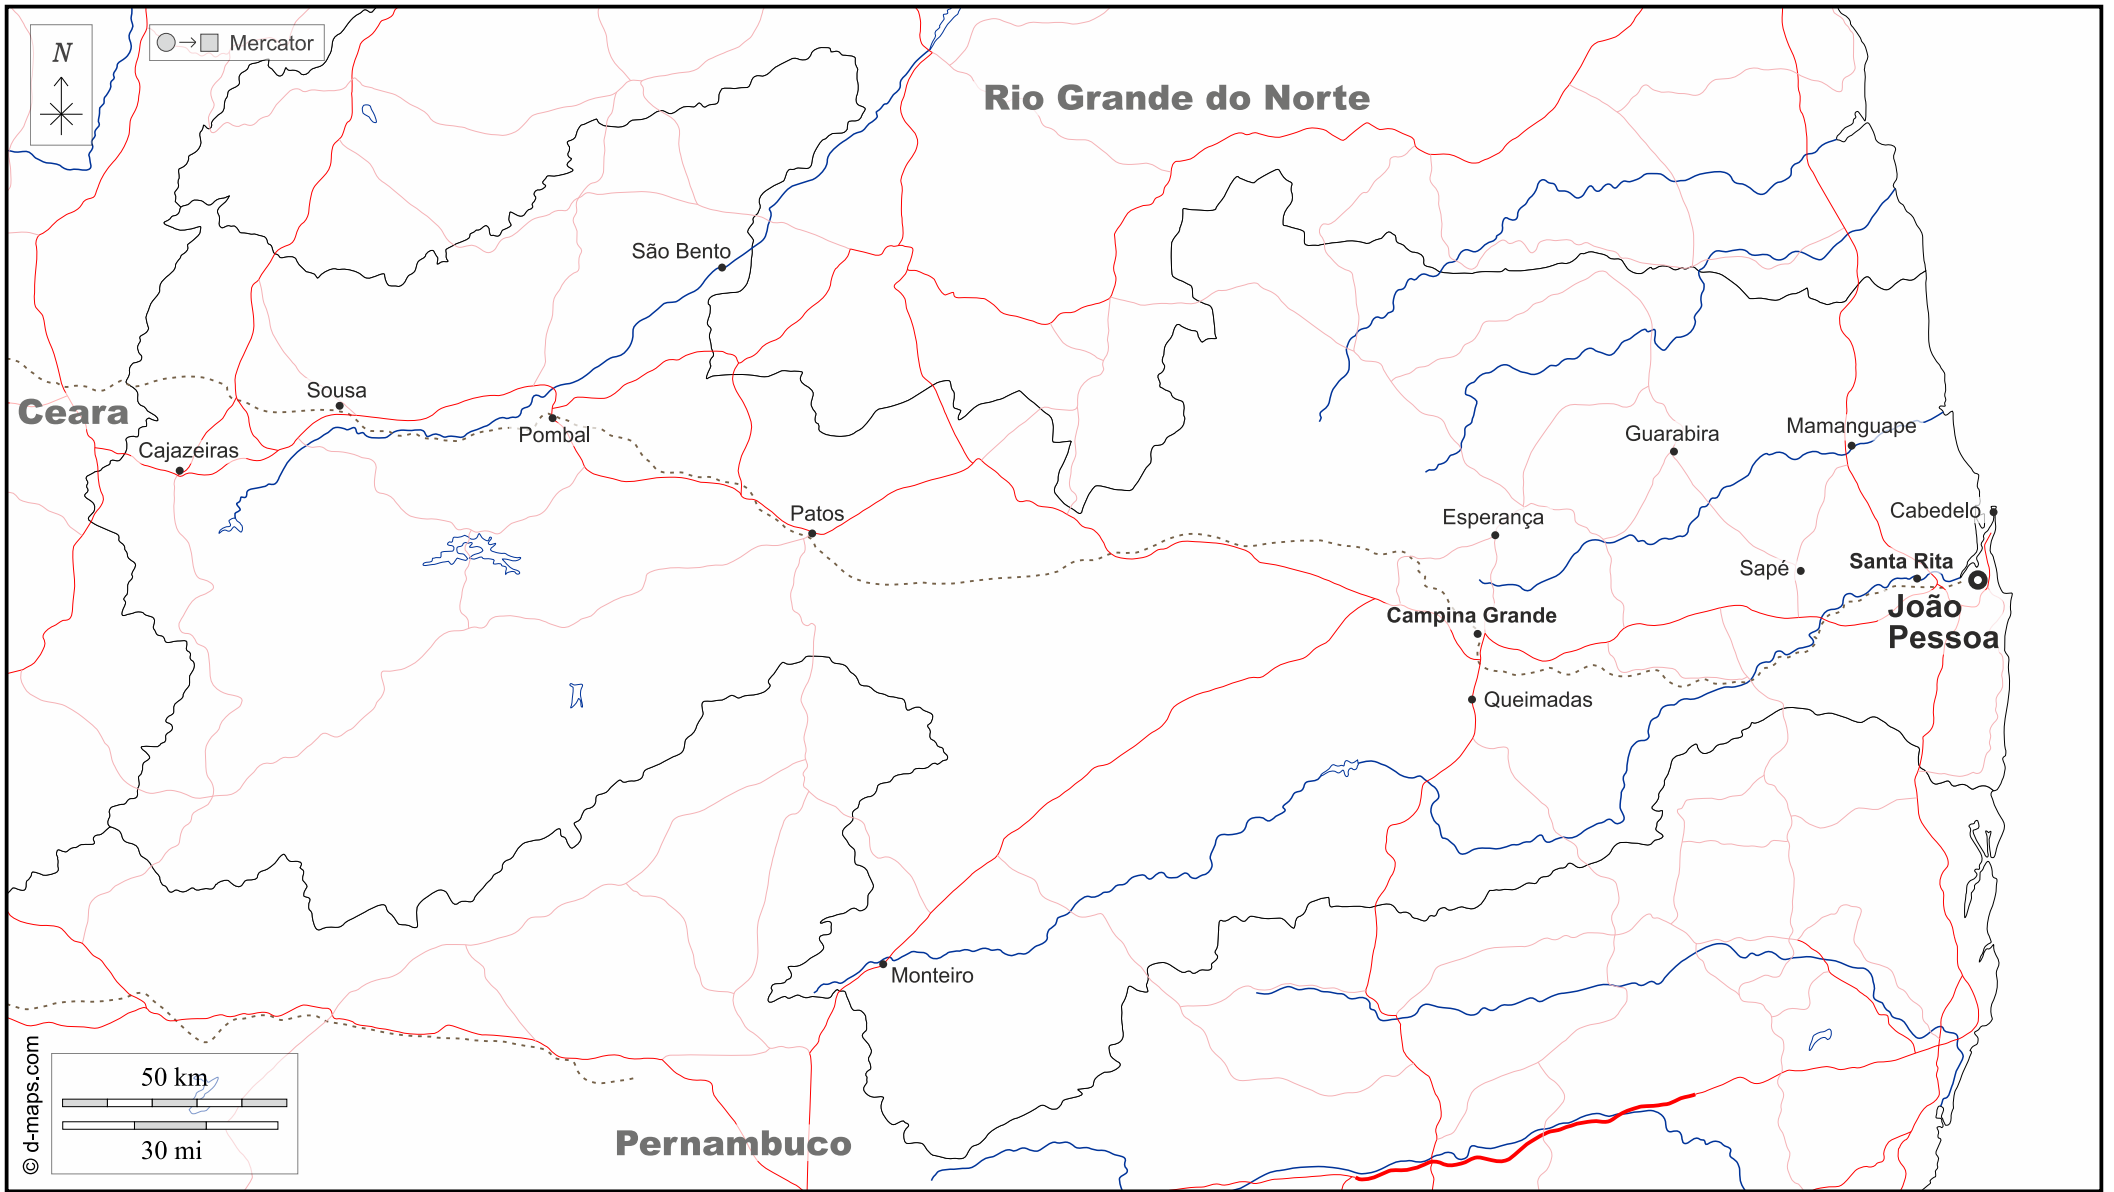 N
Mercator
Rio Grande do Norte
São Bento
Sousa
Ceara
Pombal
Cajazeiras
Mamanguape
Guarabira
Cabedelo
Patos
Esperança
Santa Rita
Sapé
João
Pessoa
Campina Grande
Queimadas
Monteiro
50 km
30 mi
Pernambuco
© d-maps.com